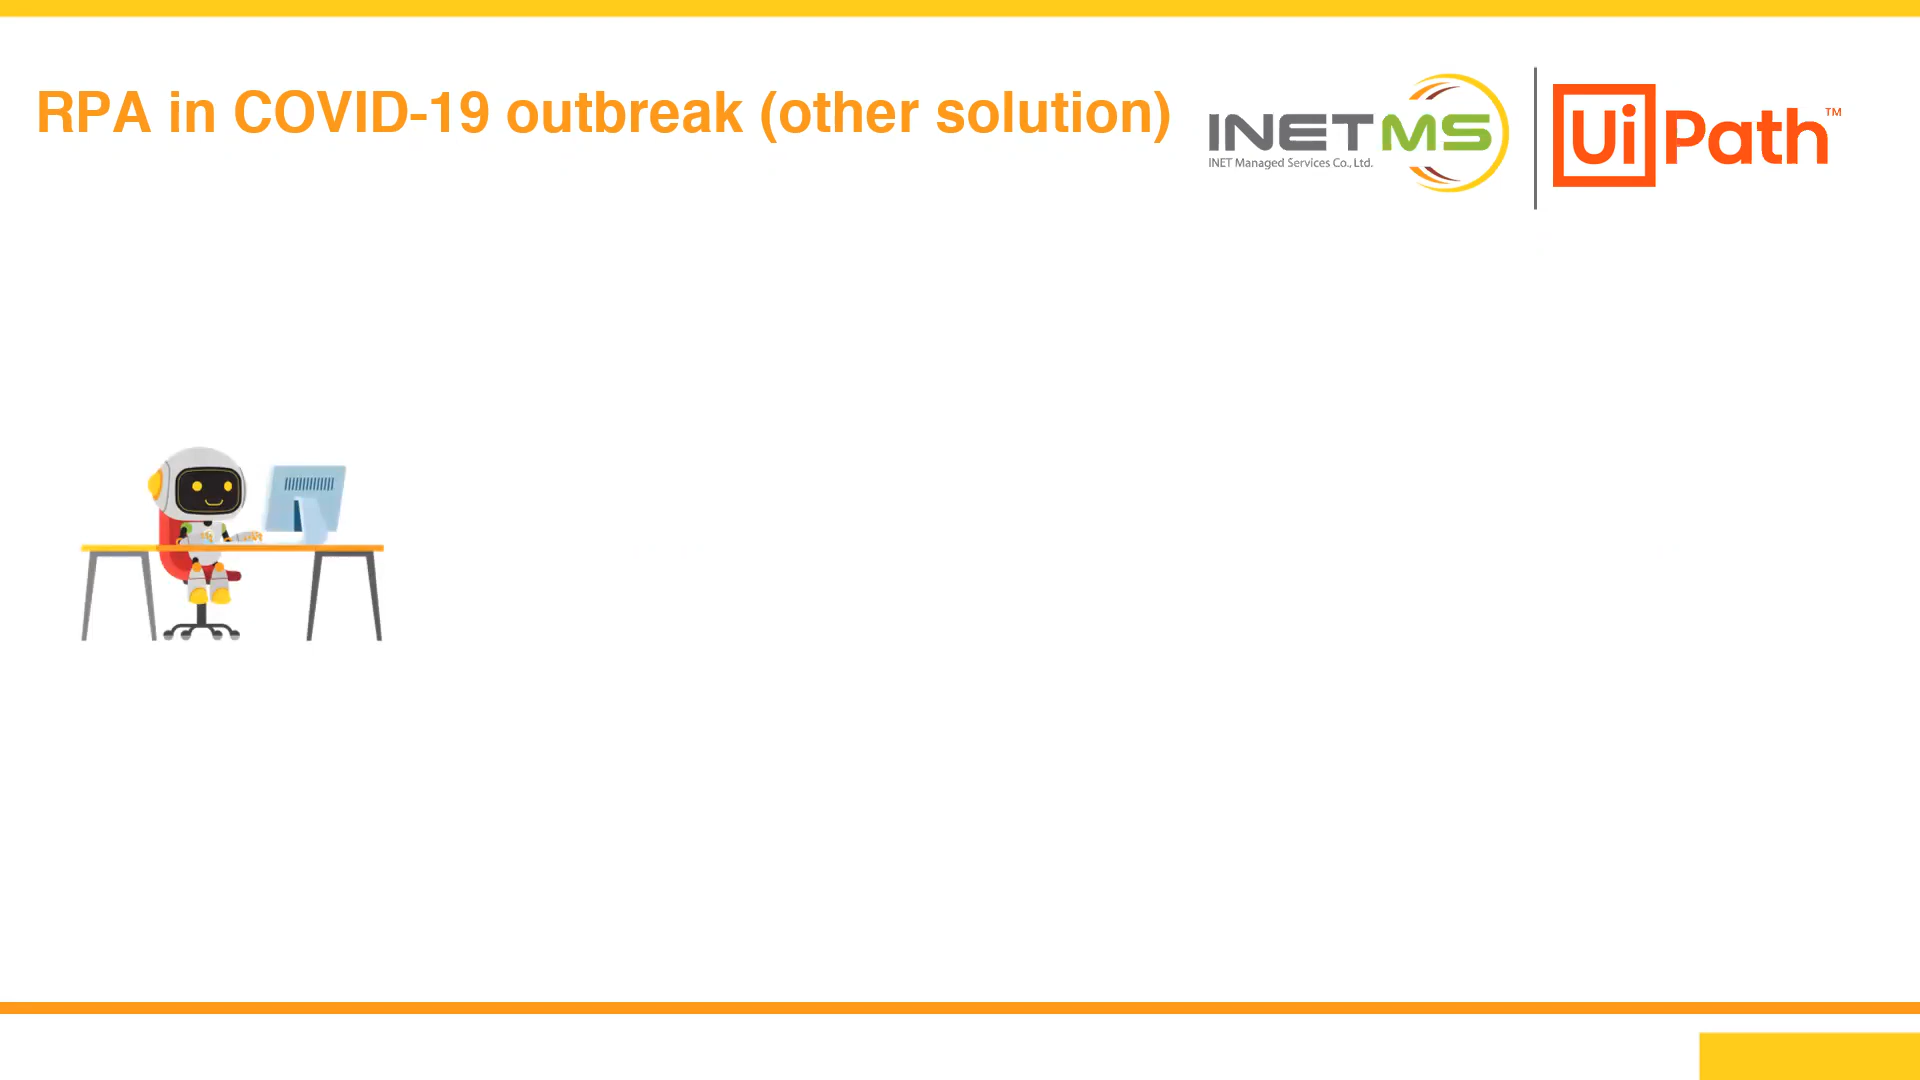 RPA in COVID-19 outbreak (other solution)
INETMS
INET Managed Services Co., Ltd.
UiPath™